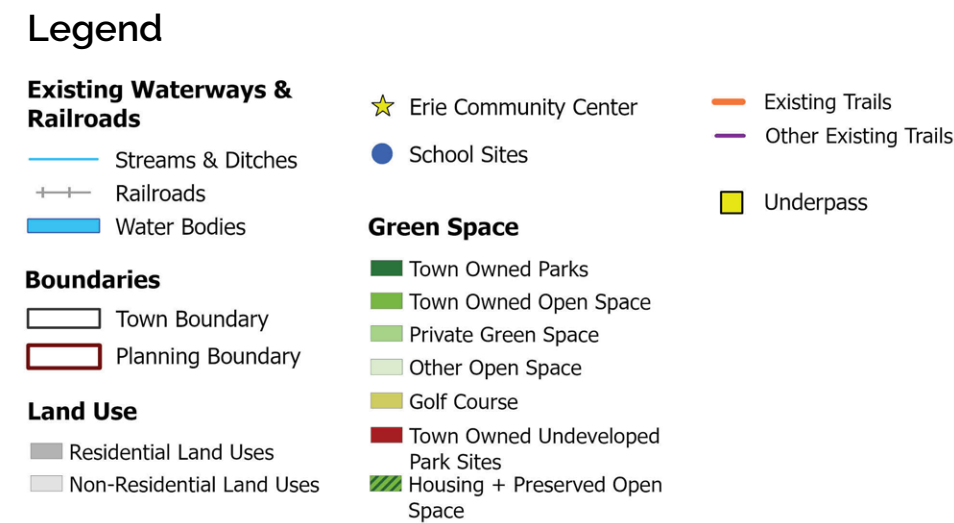 Legend
Existing Waterways &
Railroads
Streams & Ditches
Railroads
Water Bodies
Boundaries
Town Boundary
Planning Boundary
Land Use
Residential Land Uses
Non-Residential Land Uses
Erie Community Center
School Sites
Green Space
Town Owned Parks
Town Owned Open Space
Private Green Space
Other Open Space
Golf Course
Town Owned Undeveloped
Park Sites
Housing + Preserved Open
Space
Existing Trails
Other Existing Trails
Underpass